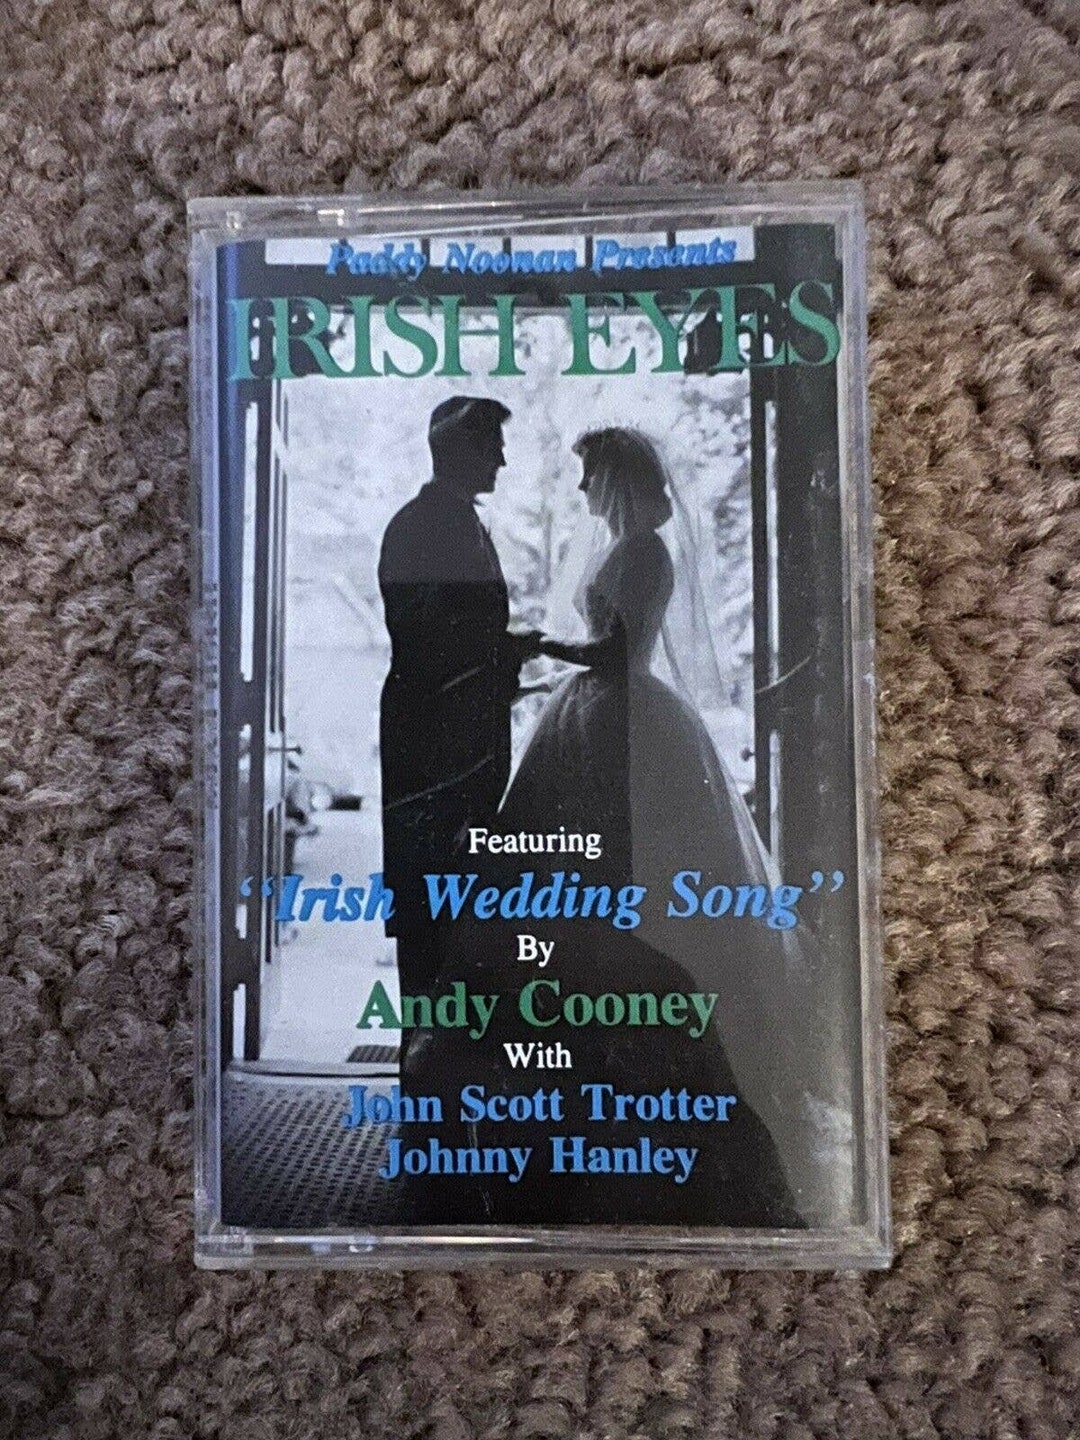 Paddy Noonan Presents
IRISH EYES
Featuring
"Irish Wedding Song"
By
Andy Cooney
With
John Scott Trotter
Johnny Hanley